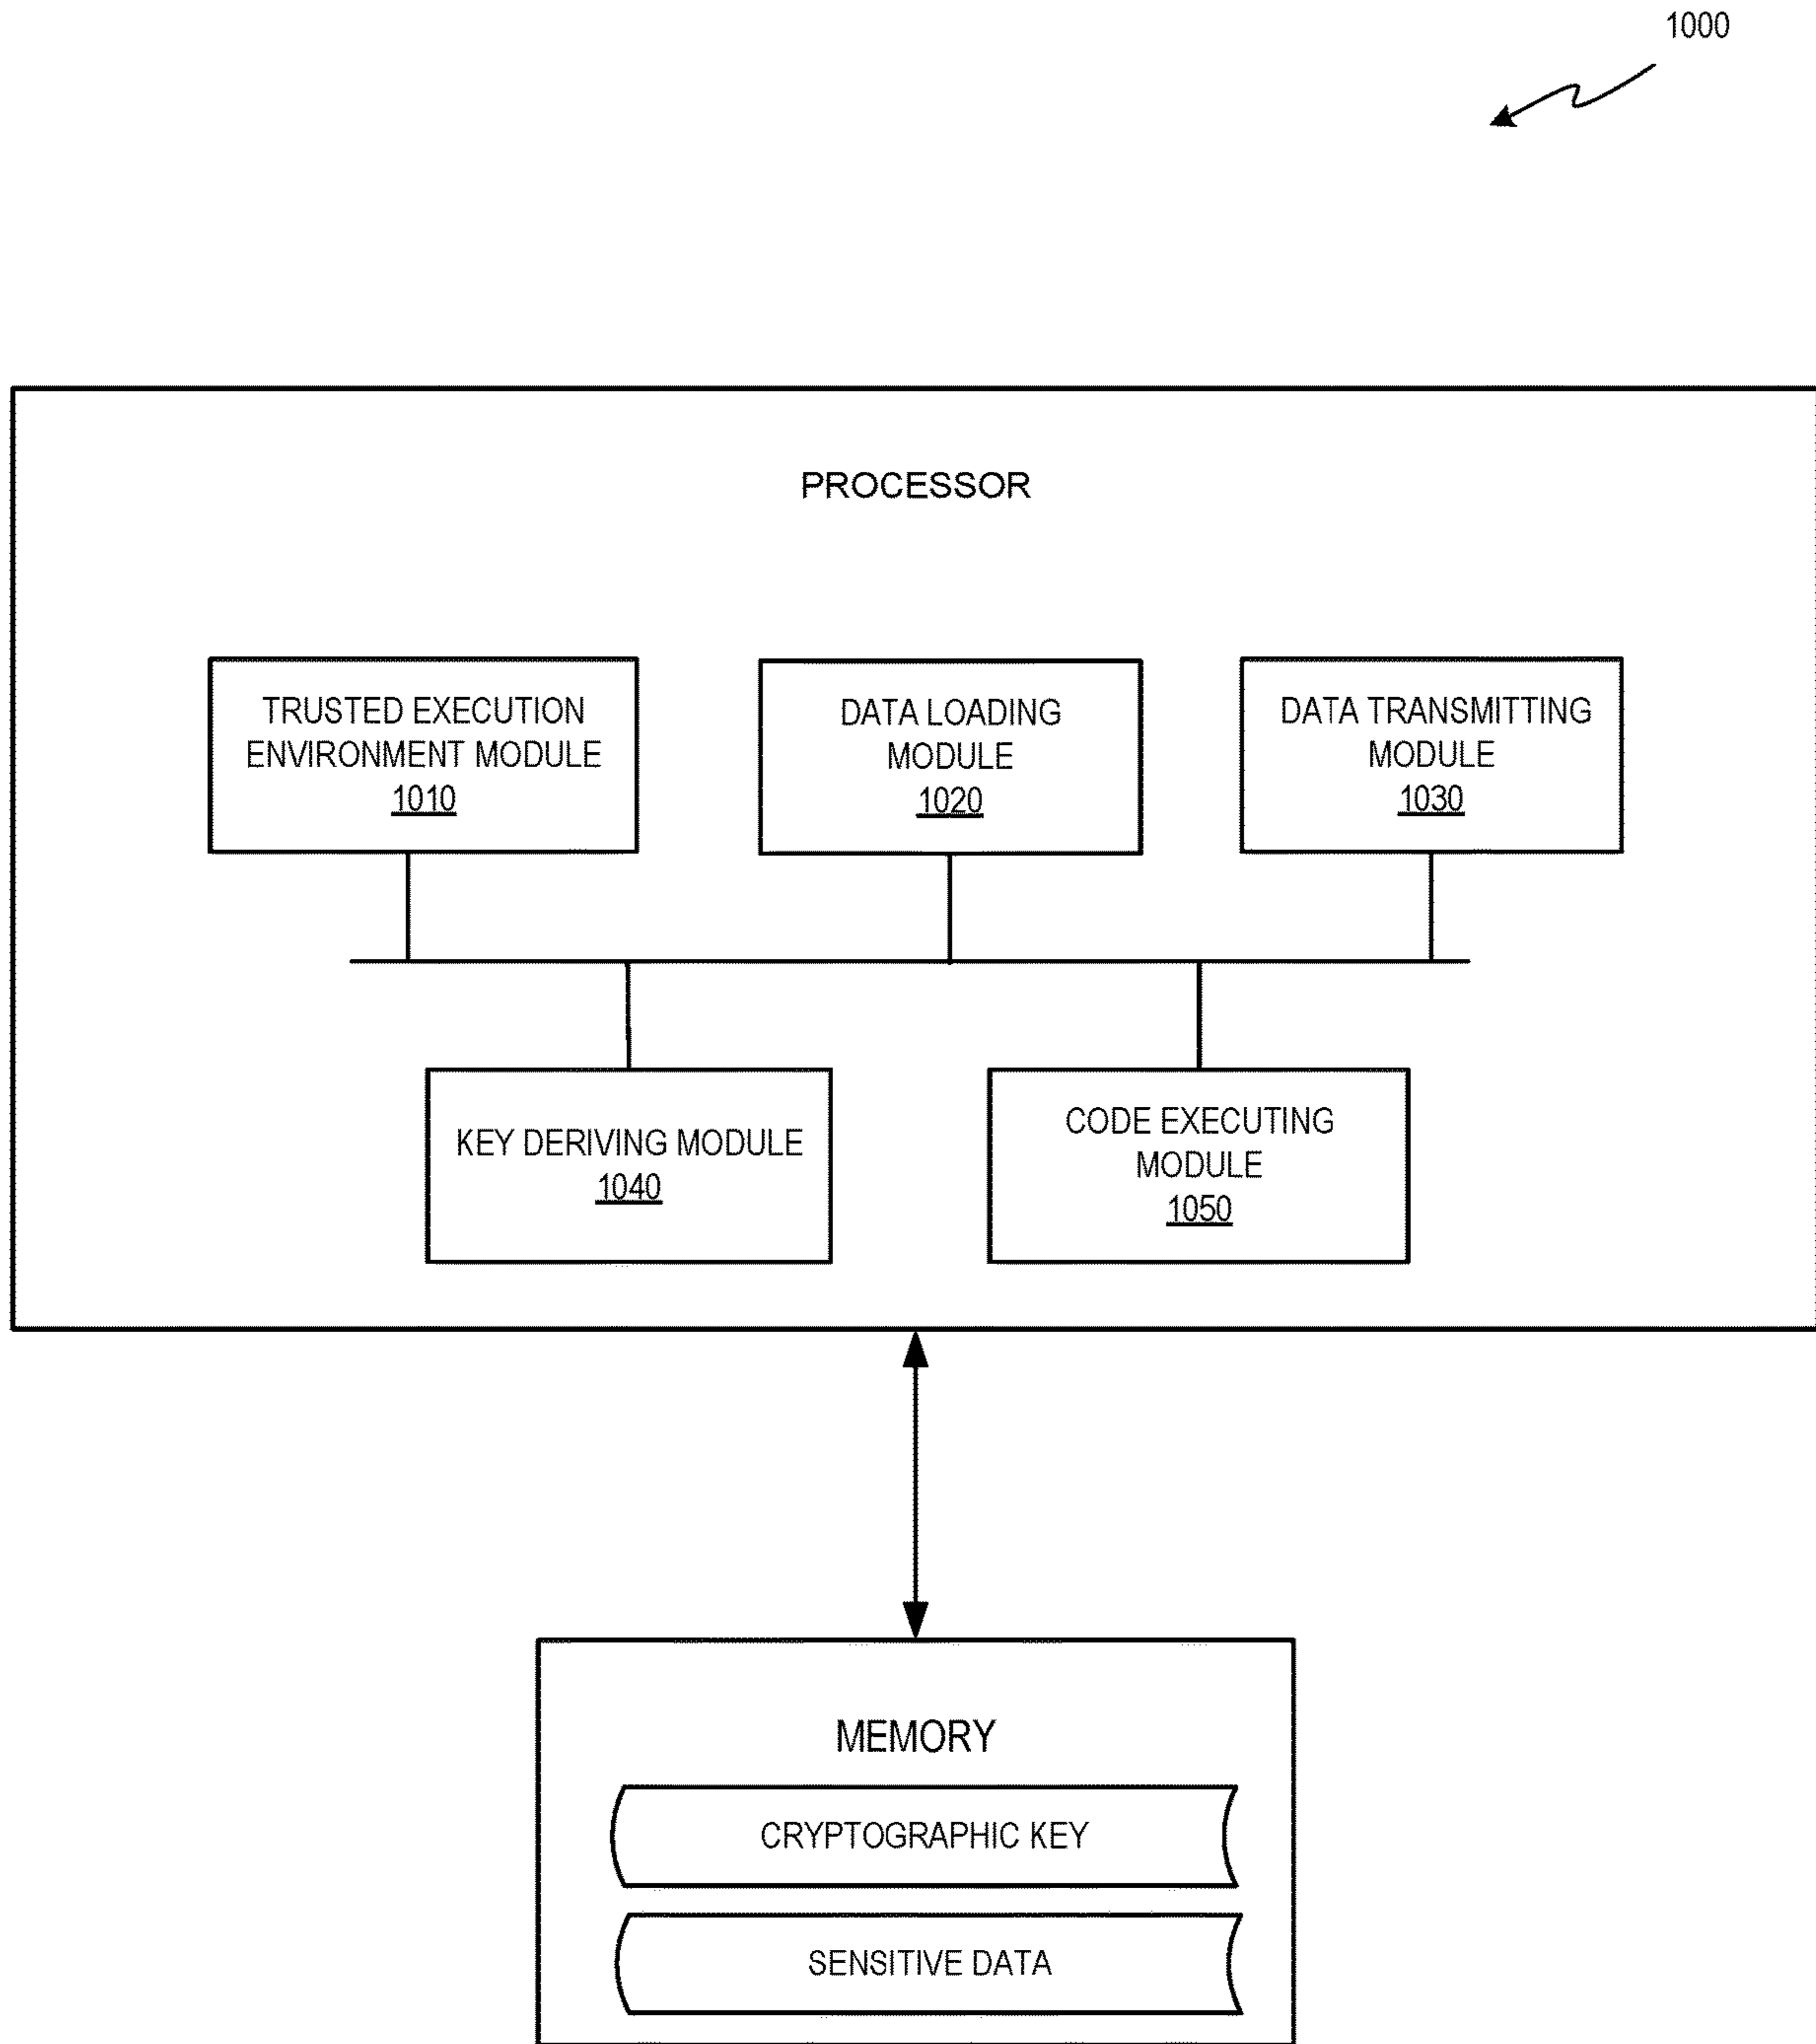 1000
PROCESSOR
TRUSTED EXECUTION
ENVIRONMENT MODULE
1010
DATA LOADING
MODULE
1020
DATA TRANSMITTING
MODULE
1030
KEY DERIVING MODULE
1040
CODE EXECUTING
MODULE
1050
MEMORY
CRYPTOGRAPHIC KEY
SENSITIVE DATA